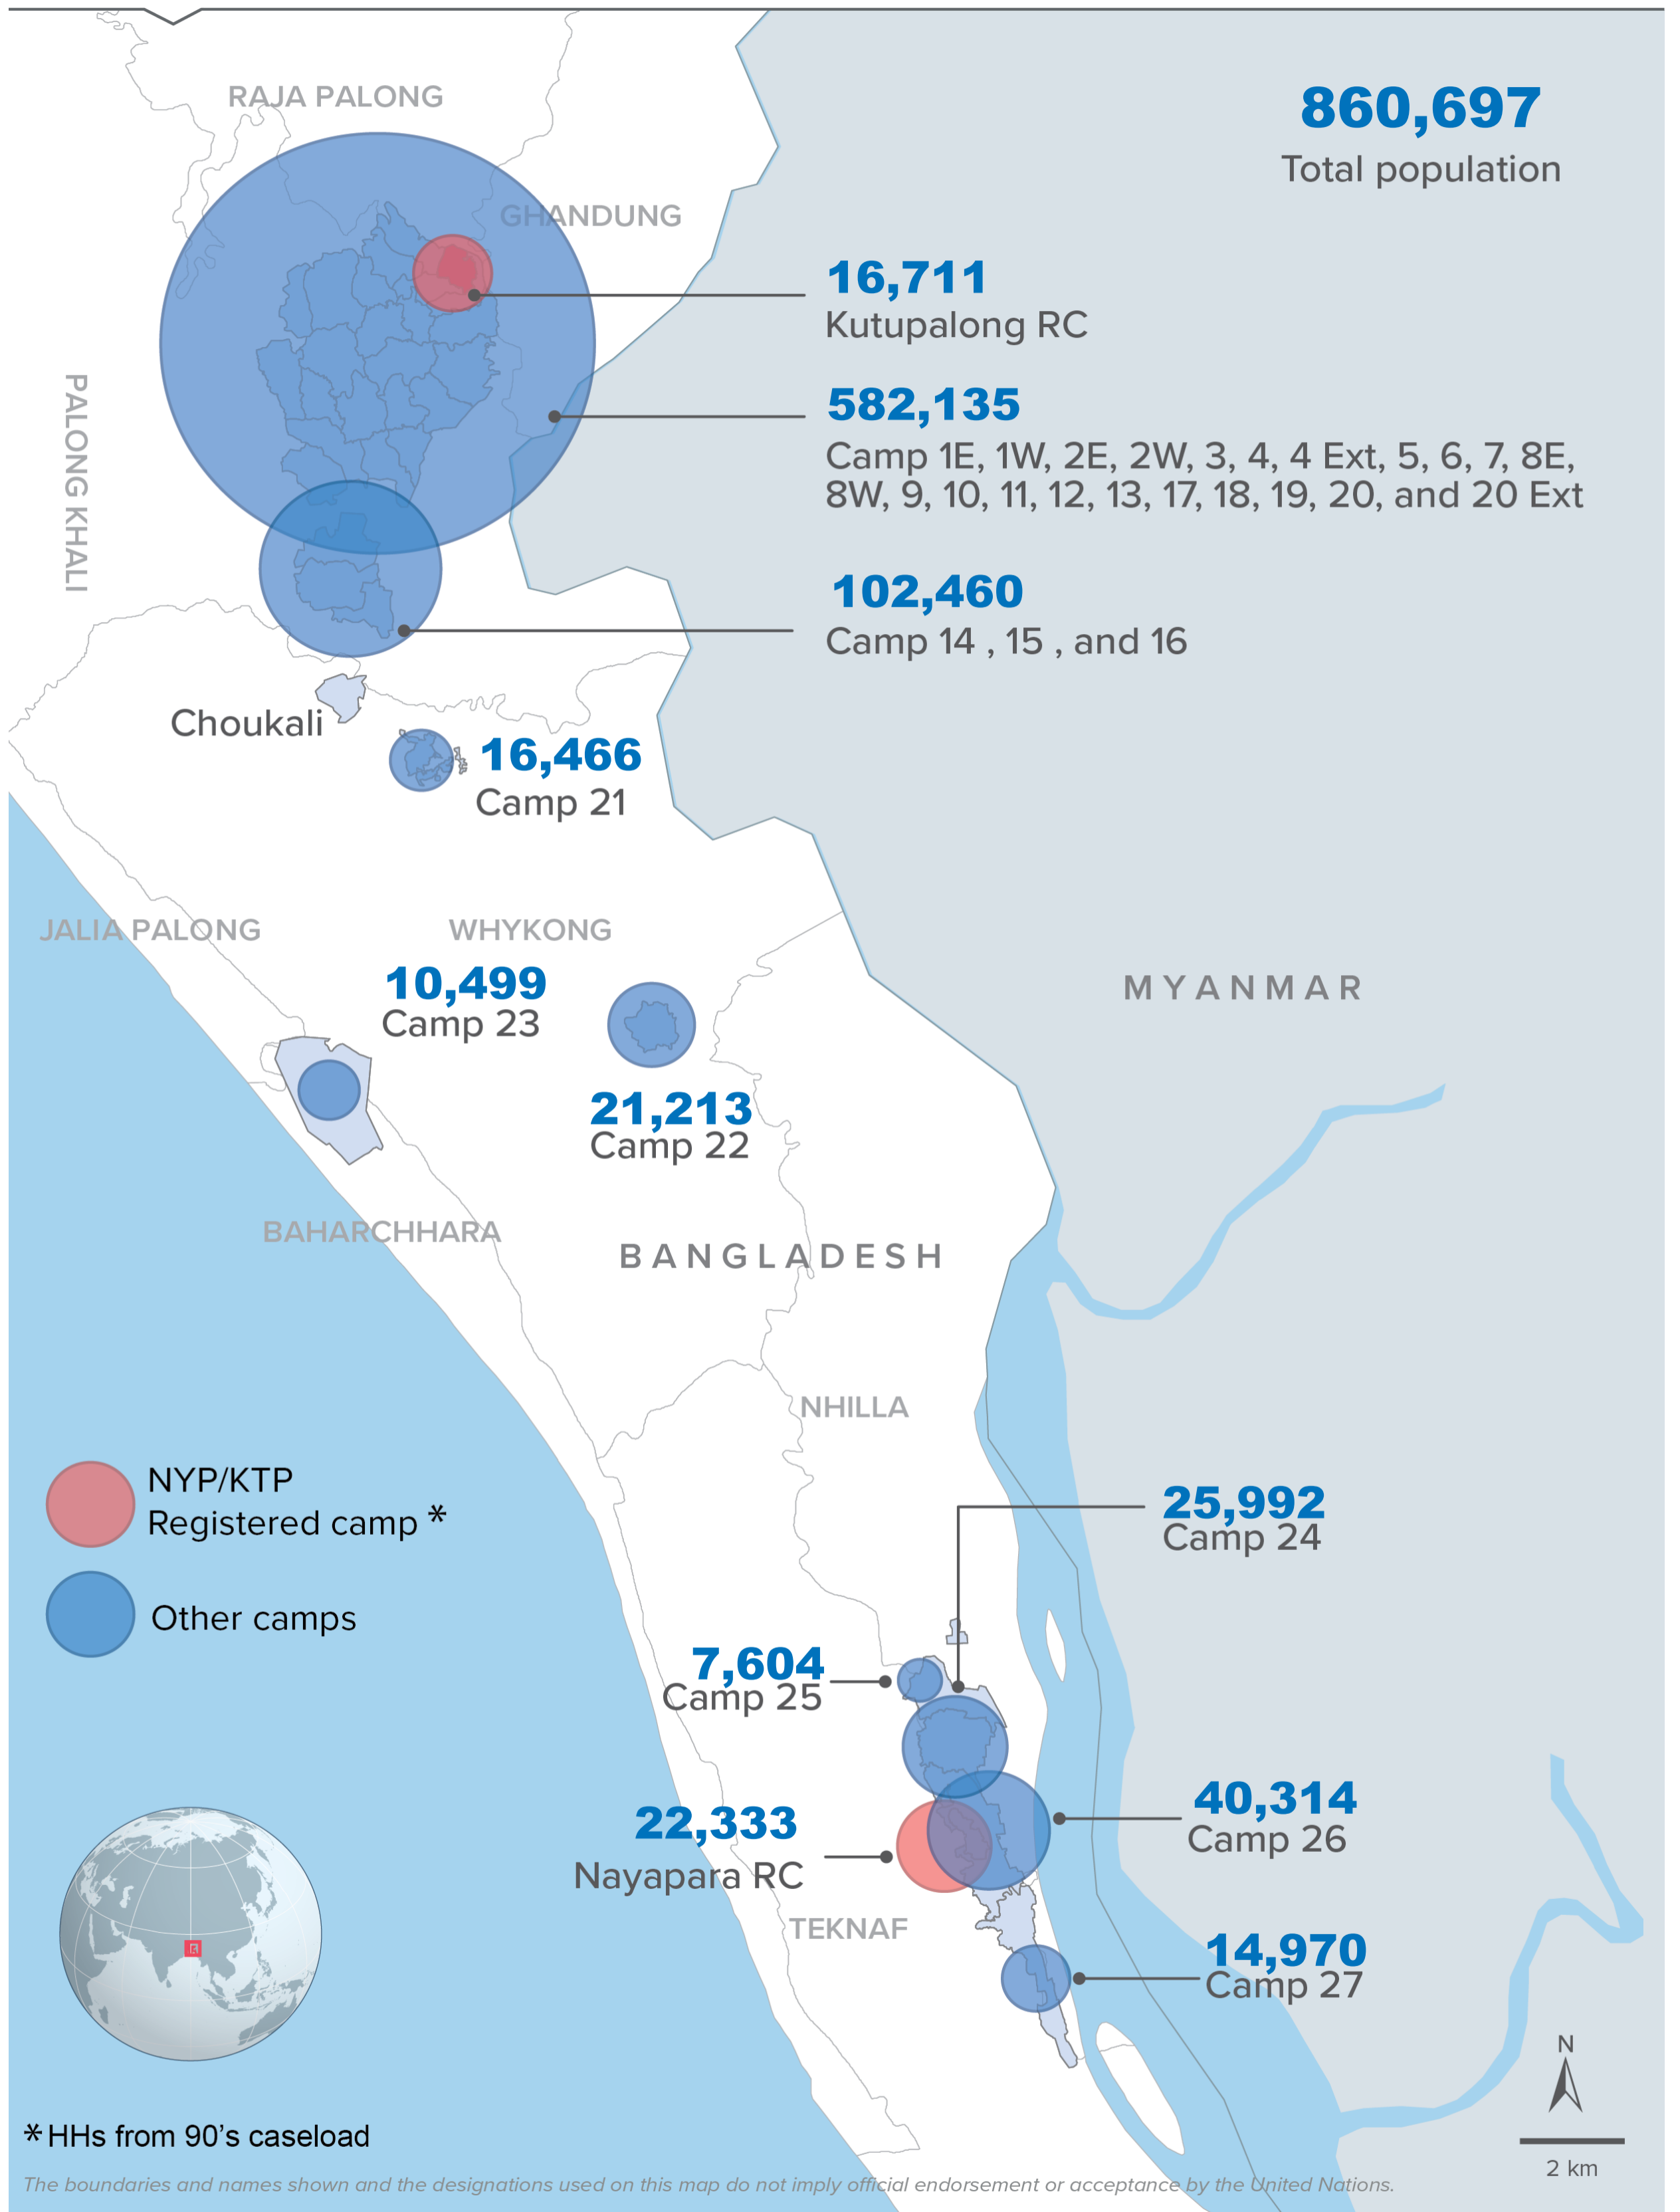 RAJA PALONG
860,697
Total population
GHANDUNG
16,711
Kutupalong RC
PALONG KHALI
582,135
Camp 1E, 1W, 2E, 2W, 3, 4, 4 Ext, 5, 6, 7, 8E,
8W, 9, 10, 11, 12, 13, 17, 18, 19, 20, and 20 Ext
102,460
Camp 14 , 15 , and 16
Choukali
16,466
Camp 21
JALIA PALONG
WHYKONG
10,499
Camp 23
MYANMAR
21,213
Camp 22
BAHARCHHARA
BANGLADESH
NHILLA
NYP/KTP
Registered camp *
Other camps
25,992
Camp 24
7,604
Camp 25
40,314
Camp 26
22,333
Nayapara RC
TEKNAF
14,970
Camp 27
N
2 km
* HHs from 90’s caseload
The boundaries and names shown and the designations used on this map do not imply official endorsement or acceptance by the United Nations.